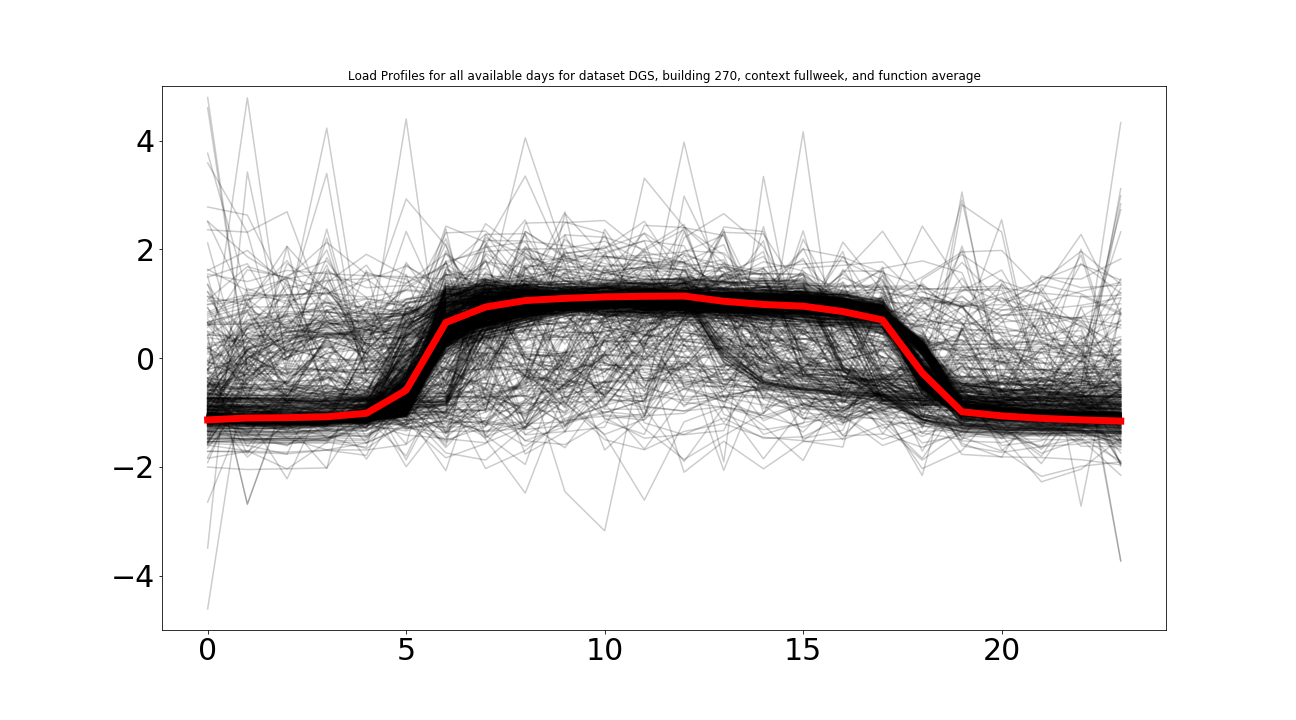 Load Profiles for all available days for dataset DGS, building 270, context fullweek, and function average
4
2
0
−2
−4
0 5 10 15 20